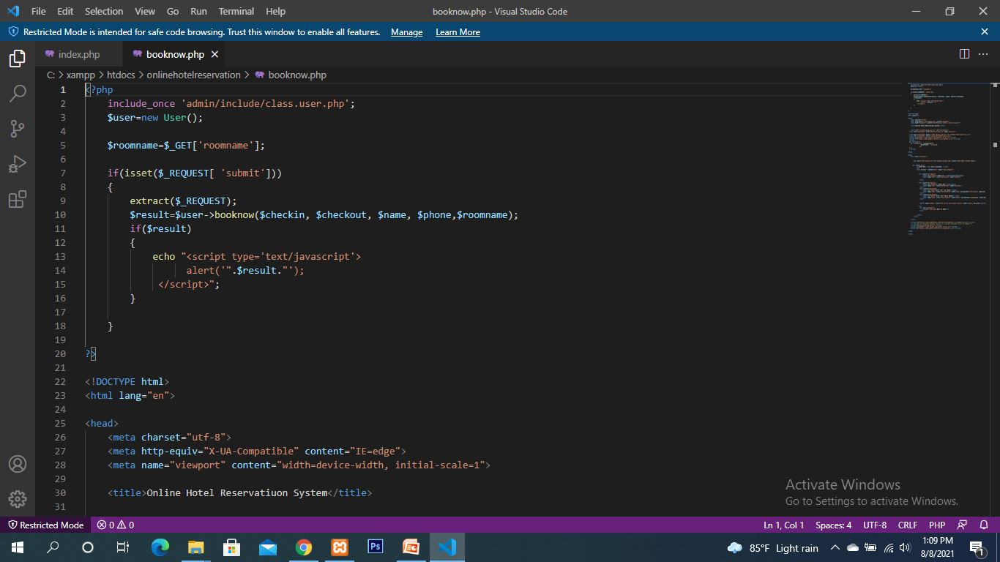 File Edit Selection View Go Run Terminal Help booknow.php - Visual Studio Code
Restricted Mode is intended for safe code browsing. Trust this window to enable all features. Manage Learn More
index.php booknow.php
C: > xampp > htdocs > onlinehotelreservation > booknow.php
1 <?php
2 include_once 'admin/include/class.user.php';
3 $user=new User();
4
5 $roomname=$_GET['roomname'];
6
7 if(isset($_REQUEST[ 'submit']))
8 {
9 extract($_REQUEST);
10 $result=$user->booknow($checkin, $checkout, $name, $phone,$roomname);
11 if($result)
12 {
13 echo "<script type='text/javascript'>
14 alert('".$result."');
15 </script>";
16 }
17
18 }
19
20 ?>
21
22 <!DOCTYPE html>
23 <html lang="en">
24
25 <head>
26 <meta charset="utf-8">
27 <meta http-equiv="X-UA-Compatible" content="IE=edge">
28 <meta name="viewport" content="width=device-width, initial-scale=1">
29
30 <title>Online Hotel Reservatiuon System</title>
31
Activate Windows
Go to Settings to activate Windows.
Restricted Mode 0 0 Ln 1, Col 1 Spaces: 4 UTF-8 CRLF PHP
Ps 85°F Light rain 1:09 PM
8/8/2021 1